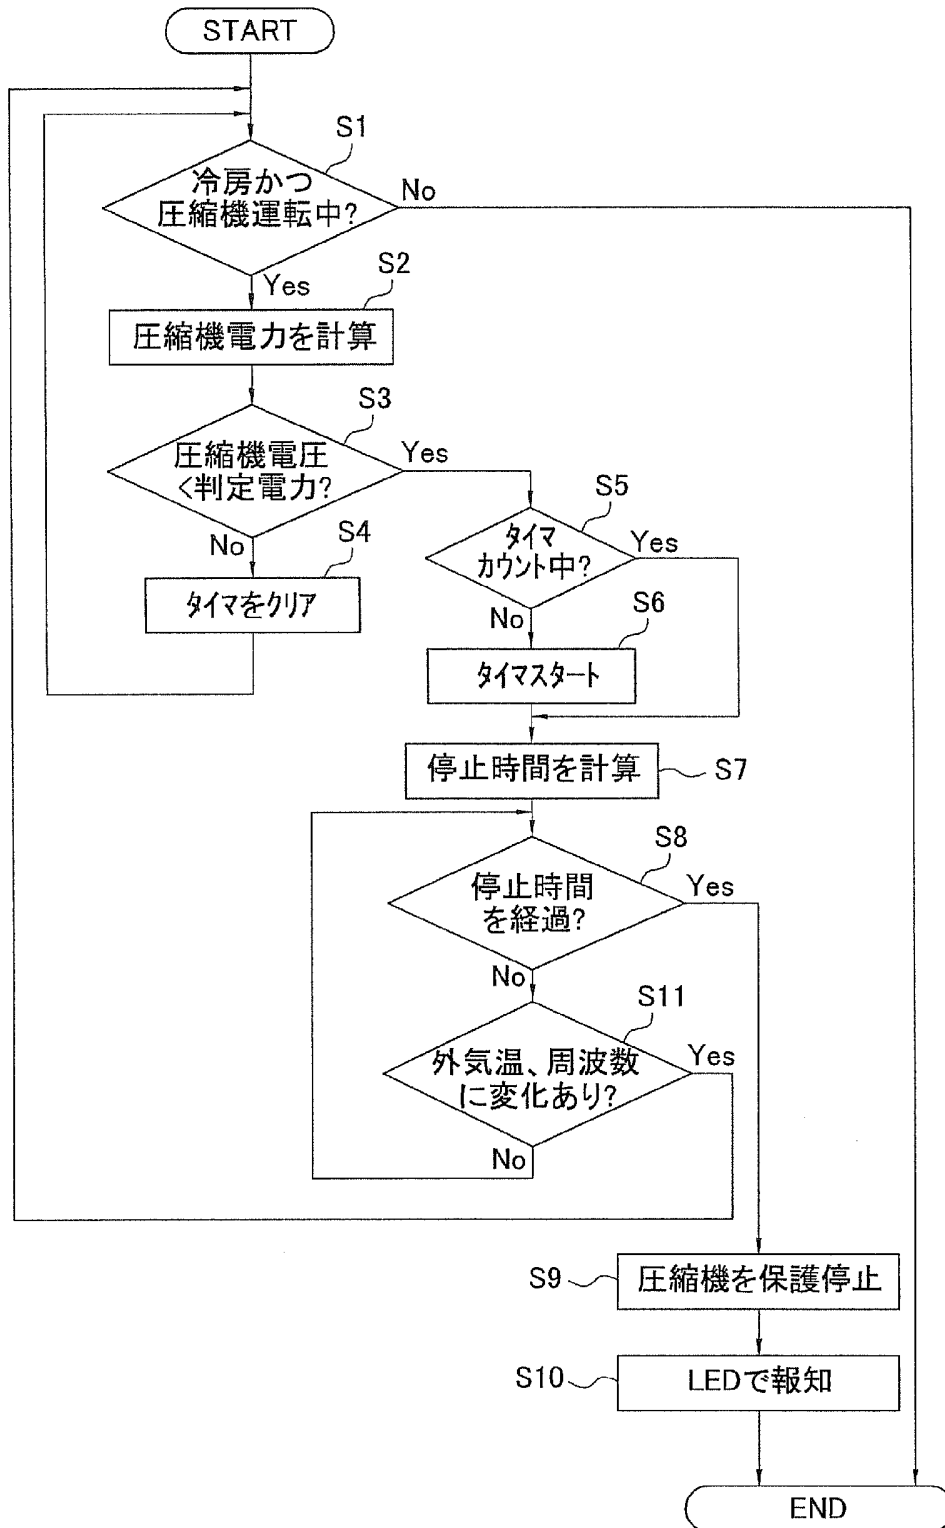 START
S1
冷房かつ
圧縮機運転中?
No
Yes
S2
圧縮機電力を計算
S3
圧縮機電圧
<判定電力?
Yes
No
S4
タイマをクリア
S5
タイマ
カウント中?
Yes
No
S6
タイマスタート
停止時間を計算
S7
S8
停止時間
を経過?
Yes
No
S11
外気温、周波数
に変化あり?
Yes
No
S9
圧縮機を保護停止
S10
LEDで報知
END